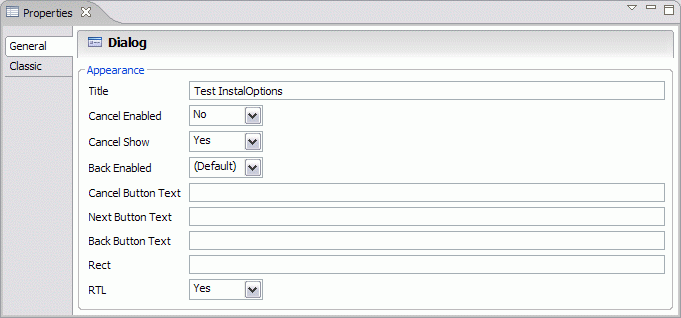 Properties
General
Classic
Dialog
Appearance
Title Test InstalOptions
Cancel Enabled No
Cancel Show Yes
Back Enabled (Default)
Cancel Button Text
Next Button Text
Back Button Text
Rect
RTL Yes